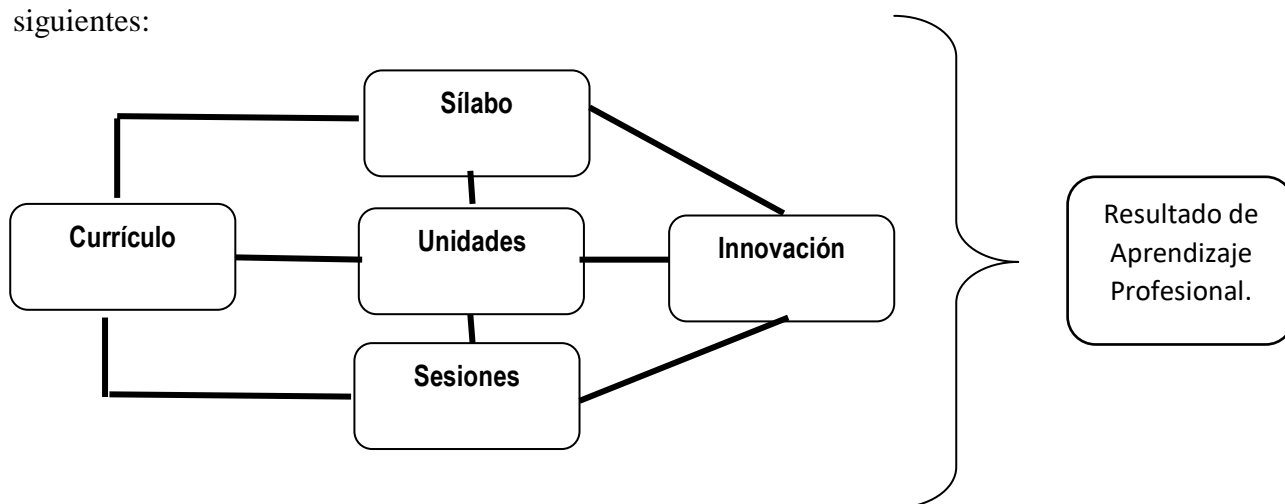 siguientes:
Sílabo
Currículo
Unidades
Innovación
Sesiones
Resultado de
Aprendizaje
Profesional.